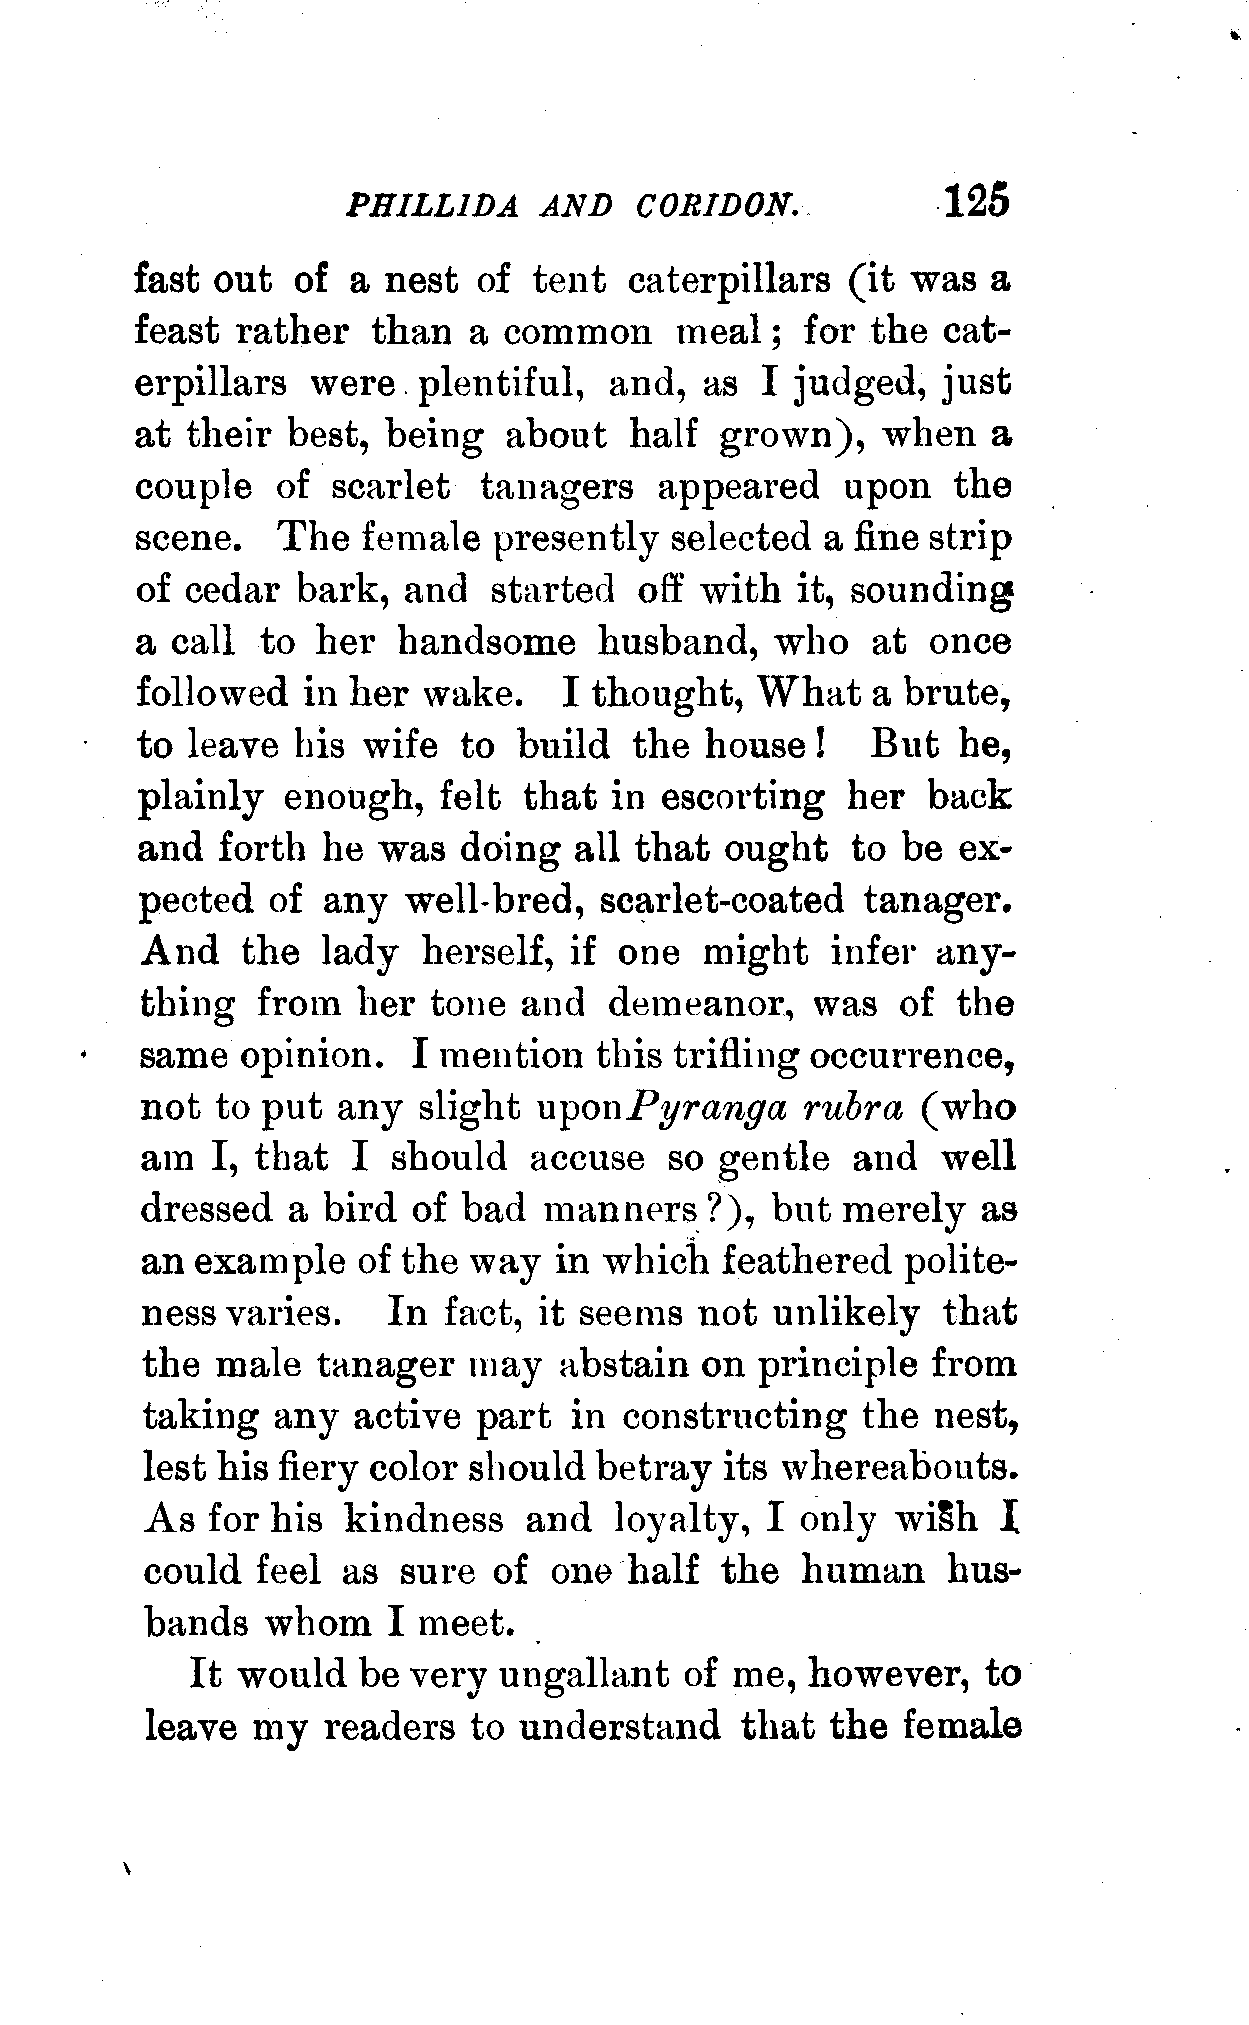 PHILLIDA AND CORIDON. 125
fast out of a nest of tent caterpillars (it was a
feast rather than a common meal; for the cat-
erpillars were plentiful, and, as I judged, just
at their best, being about half grown), when a
couple of scarlet tanagers appeared upon the
scene. The female presently selected a fine strip
of cedar bark, and started off with it, sounding
a call to her handsome husband, who at once
followed in her wake. I thought, What a brute,
to leave his wife to build the house! But he,
plainly enough, felt that in escorting her back
and forth he was doing all that ought to be ex-
pected of any well-bred, scarlet-coated tanager.
And the lady herself, if one might infer any-
thing from her tone and demeanor, was of the
same opinion. I mention this trifling occurrence,
not to put any slight upon Pyranga rubra (who
am I, that I should accuse so gentle and well
dressed a bird of bad manners?), but merely as
an example of the way in which feathered polite-
ness varies. In fact, it seems not unlikely that
the male tanager may abstain on principle from
taking any active part in constructing the nest,
lest his fiery color should betray its whereabouts.
As for his kindness and loyalty, I only wish I
could feel as sure of one half the human hus-
bands whom I meet.
It would be very ungallant of me, however, to
leave my readers to understand that the female